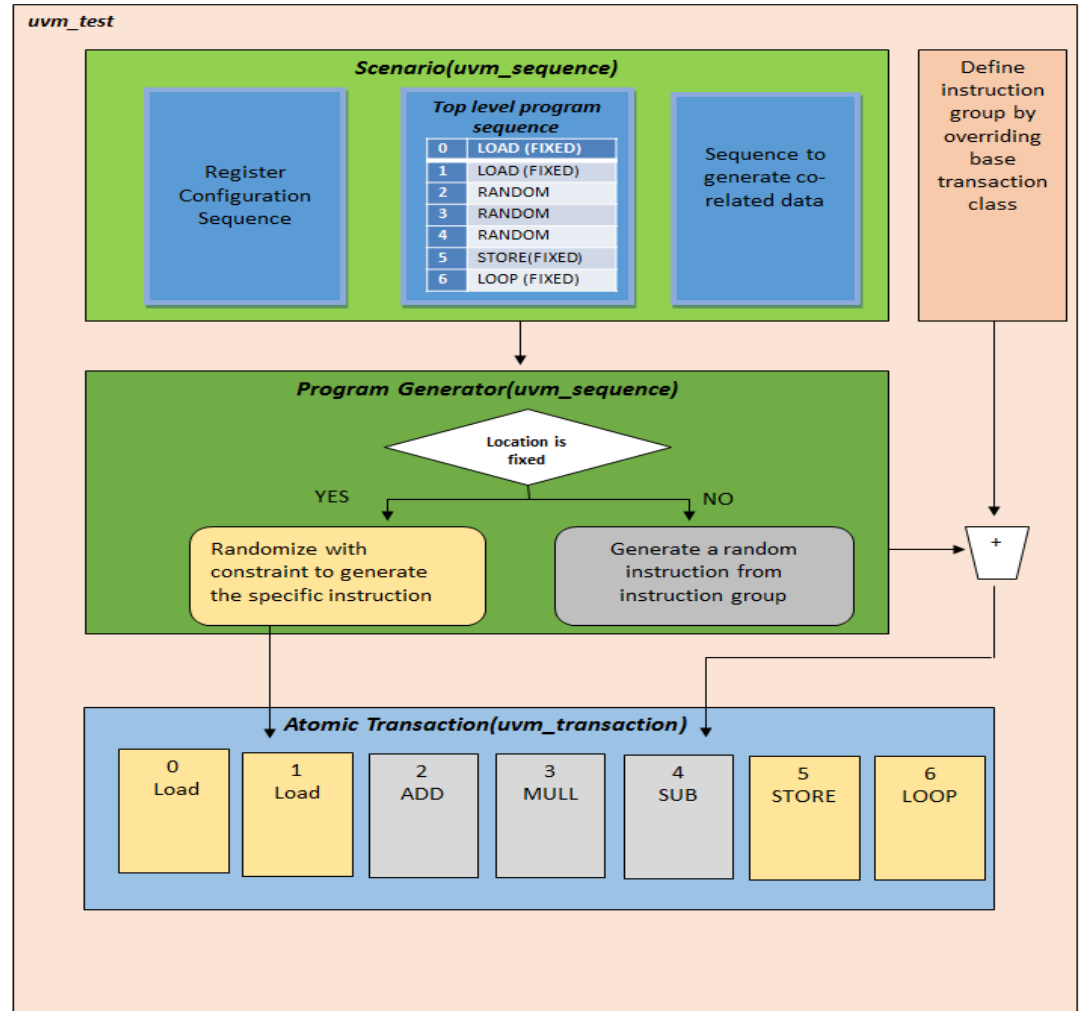 uvm_test
Scenario(uvm_sequence)
Register
Configuration
Sequence
Top level program
sequence
0 LOAD (FIXED)
1 LOAD (FIXED)
2 RANDOM
3 RANDOM
4 RANDOM
5 STORE(FIXED)
6 LOOP (FIXED)
Sequence to
generate co-
related data
Define
instruction
group by
overriding
base
transaction
class
Program Generator(uvm_sequence)
Location is
fixed
YES
NO
Randomize with
constraint to generate
the specific instruction
Generate a random
instruction from
instruction group
+
Atomic Transaction(uvm_transaction)
0
Load
1
Load
2
ADD
3
MULL
4
SUB
5
STORE
6
LOOP